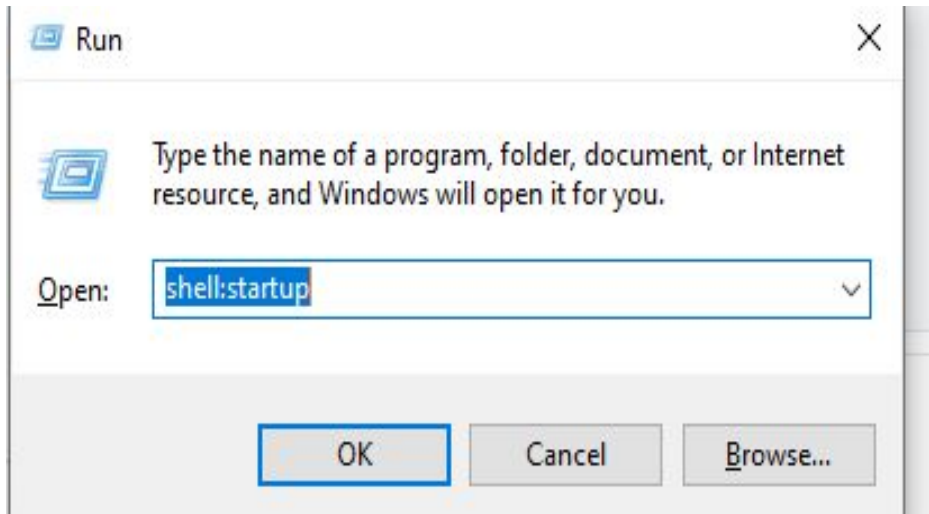 Run
Type the name of a program, folder, document, or Internet
resource, and Windows will open it for you.
Open: shell:startup
OK Cancel Browse...